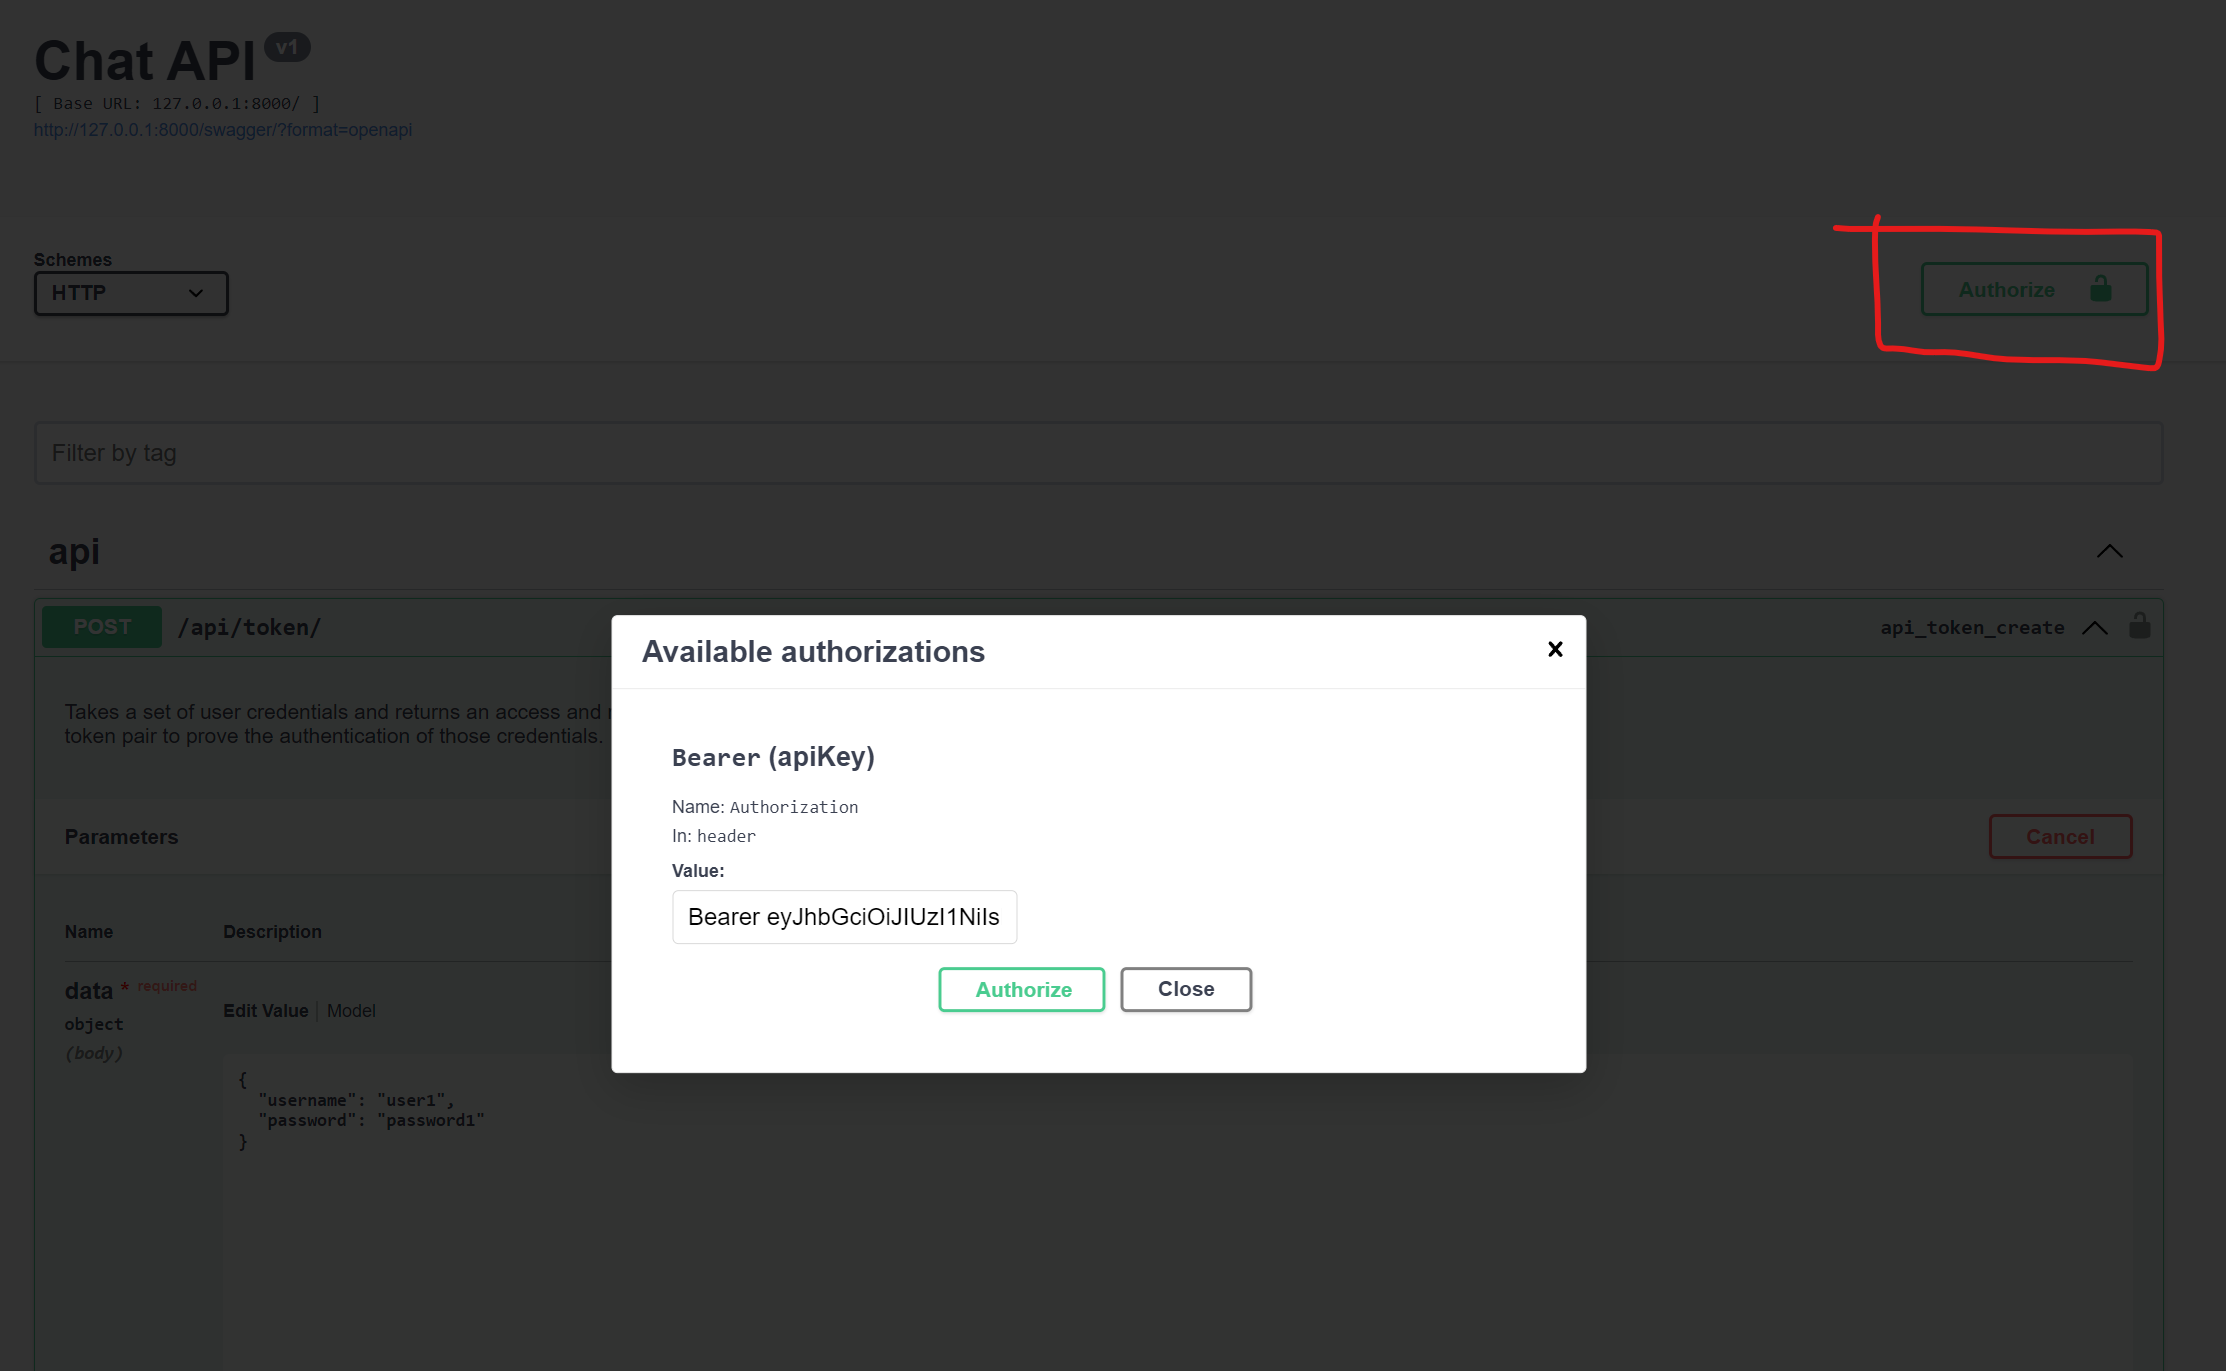 Chat API v1
[ Base URL: 127.0.0.1:8000/ ]
http://127.0.0.1:8000/swagger/?format=openapi
Schemes
HTTP
Authorize
Filter by tag
api
POST /api/token/ api_token_create
Takes a set of user credentials and returns an access and
token pair to prove the authentication of those credentials.
Parameters
Cancel
Name Description
data * required
object
(body)
Edit Value Model
{
"username": "user1",
"password": "password1"
}
Available authorizations
Bearer (apiKey)
Name: Authorization
In: header
Value:
Bearer eyJhbGciOiJIUzI1NiIs
Authorize Close